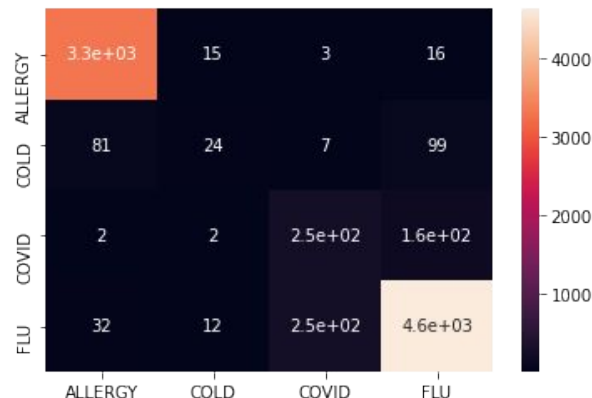 ALLERGY 3.3e+03 15 3 16
COLD 81 24 7 99
COVID 2 2 2.5e+02 1.6e+02
FLU 32 12 2.5e+02 4.6e+03
ALLERGY COLD COVID FLU
4000
3000
2000
1000